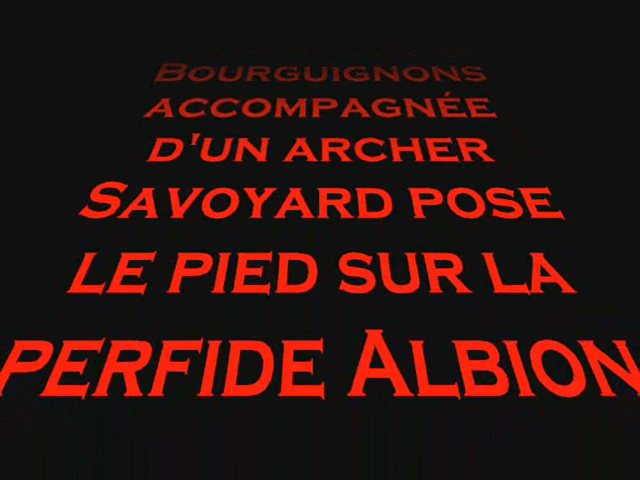 Bourguignons
accompagnée
d'un archer
Savoyard pose
le pied sur la
perfide Albion